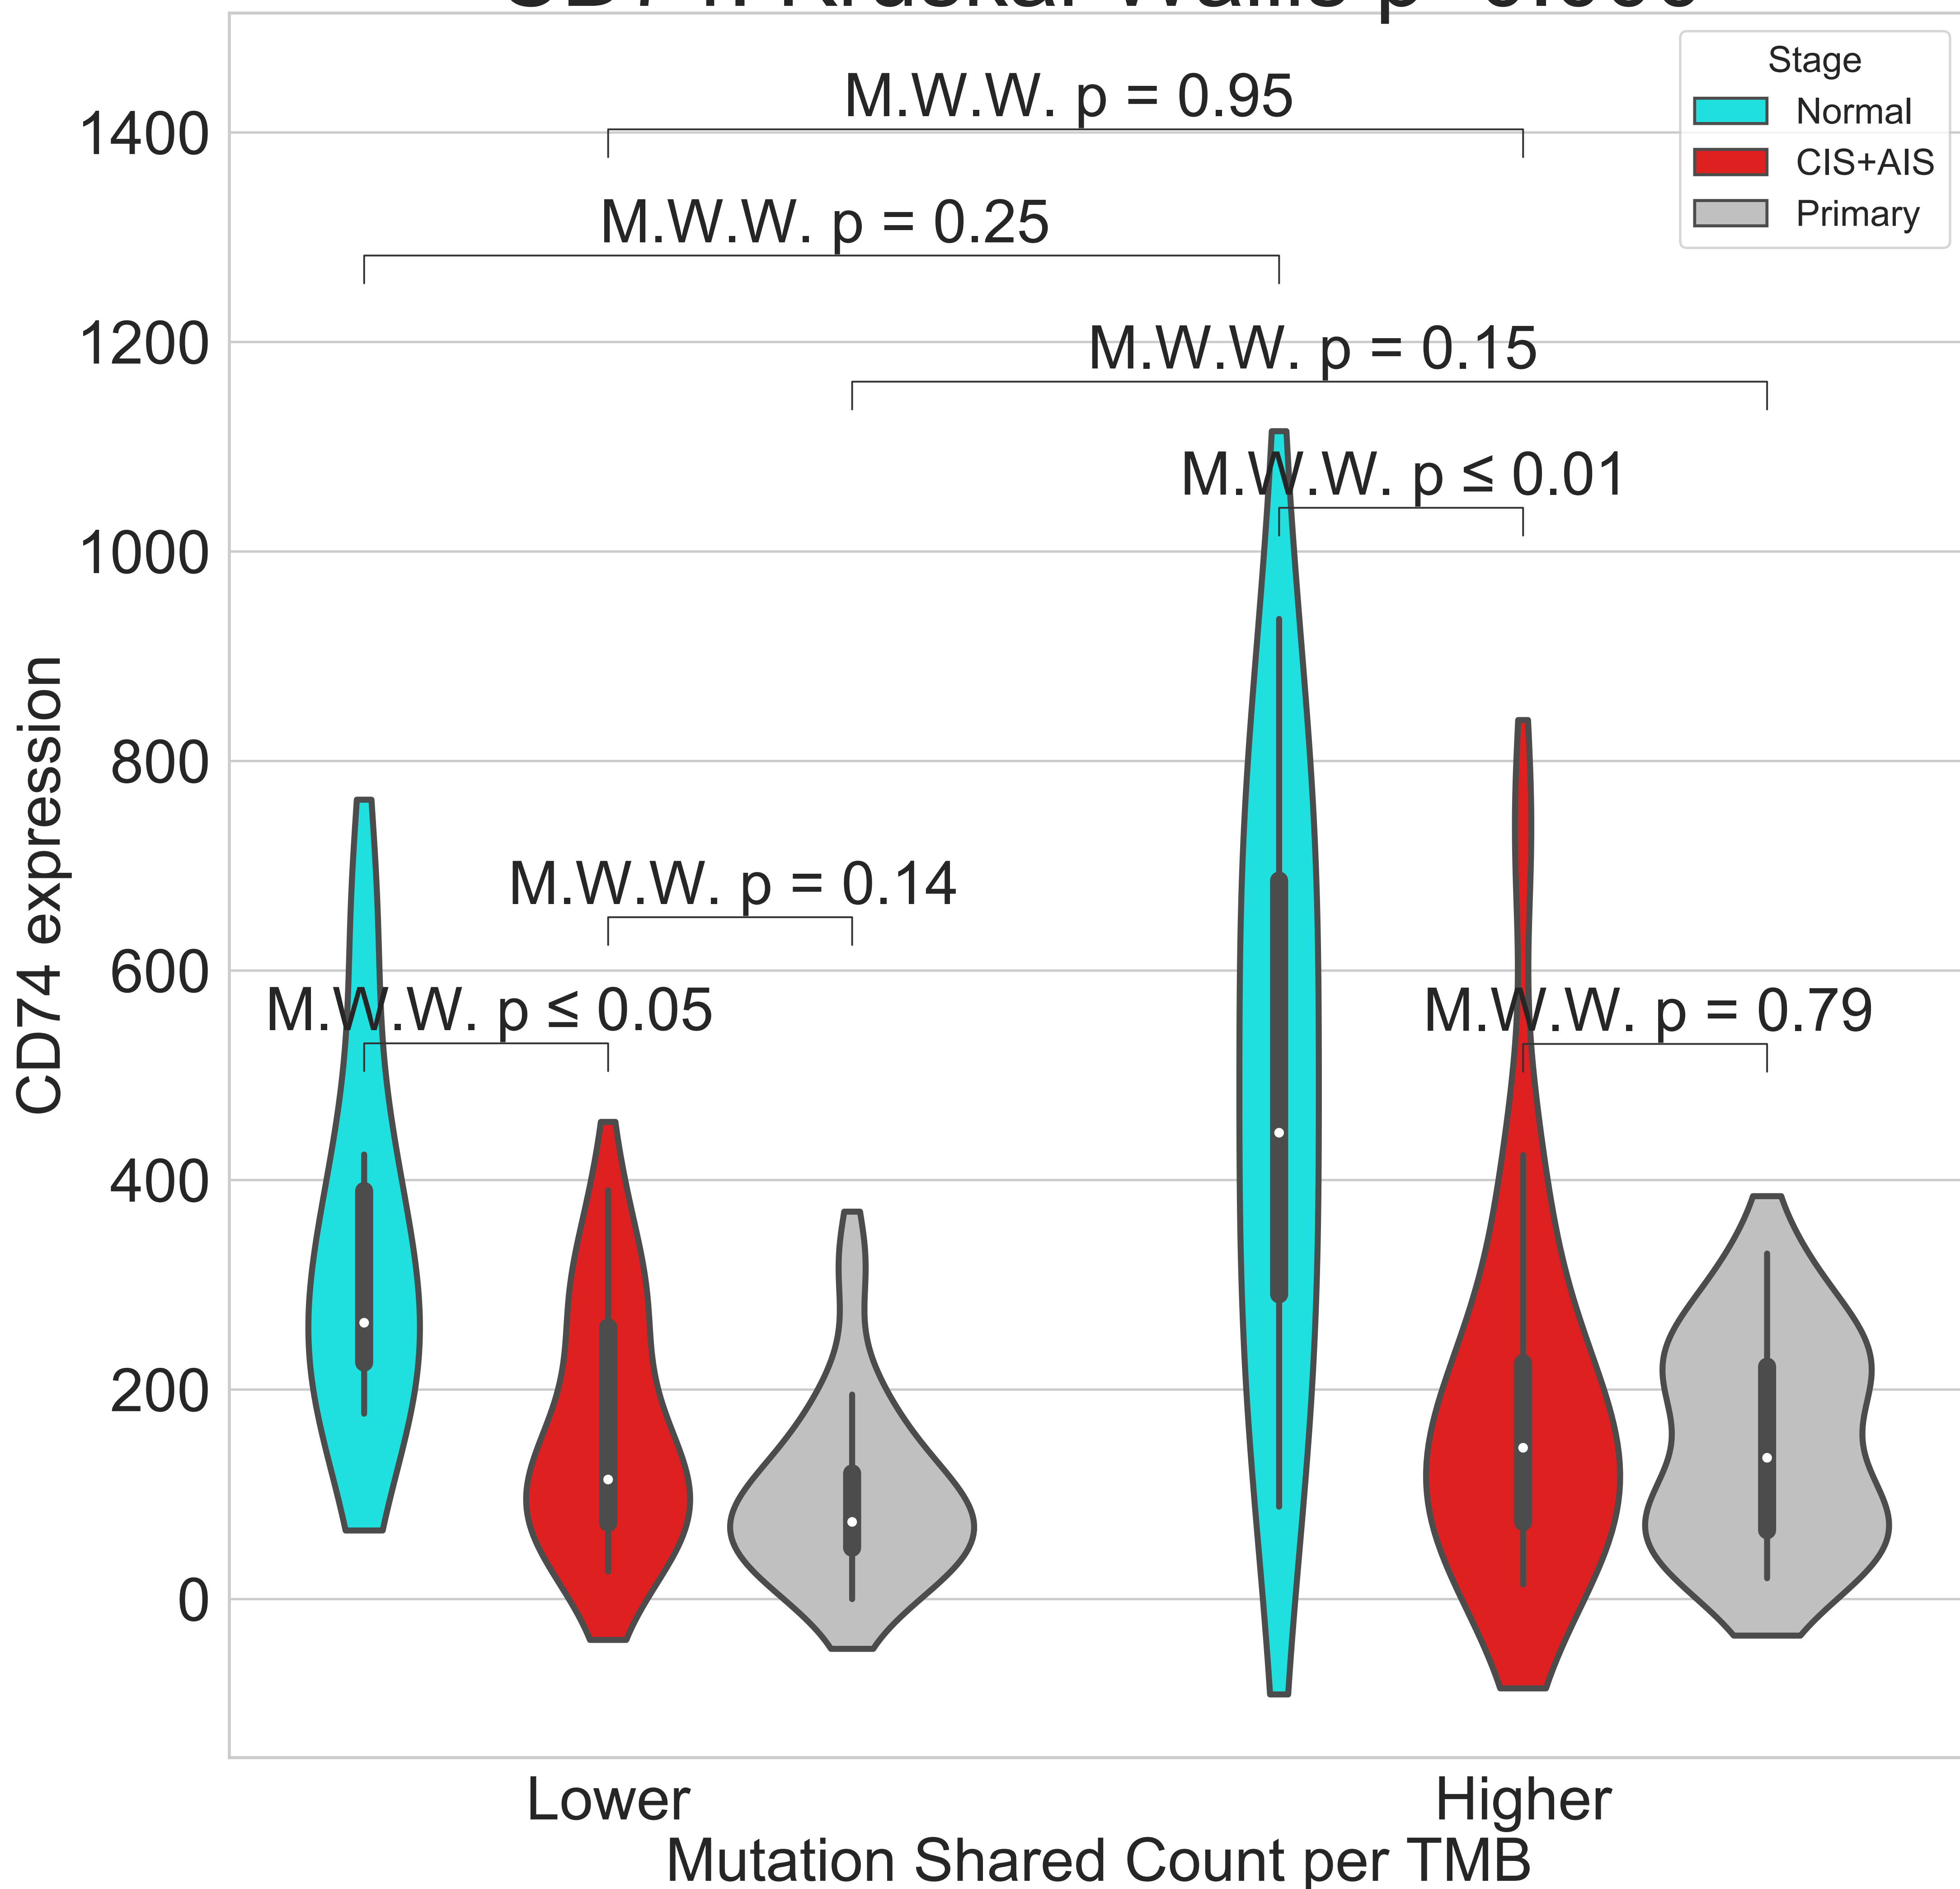 Stage
Normal
CIS+AIS
Primary
M.W.W. p = 0.95
M.W.W. p = 0.25
M.W.W. p = 0.15
M.W.W. p ≤ 0.01
M.W.W. p = 0.14
M.W.W. p ≤ 0.05
M.W.W. p = 0.79
1400
1200
1000
800
600
400
200
0
CD74 expression
Lower
Higher
Mutation Shared Count per TMB